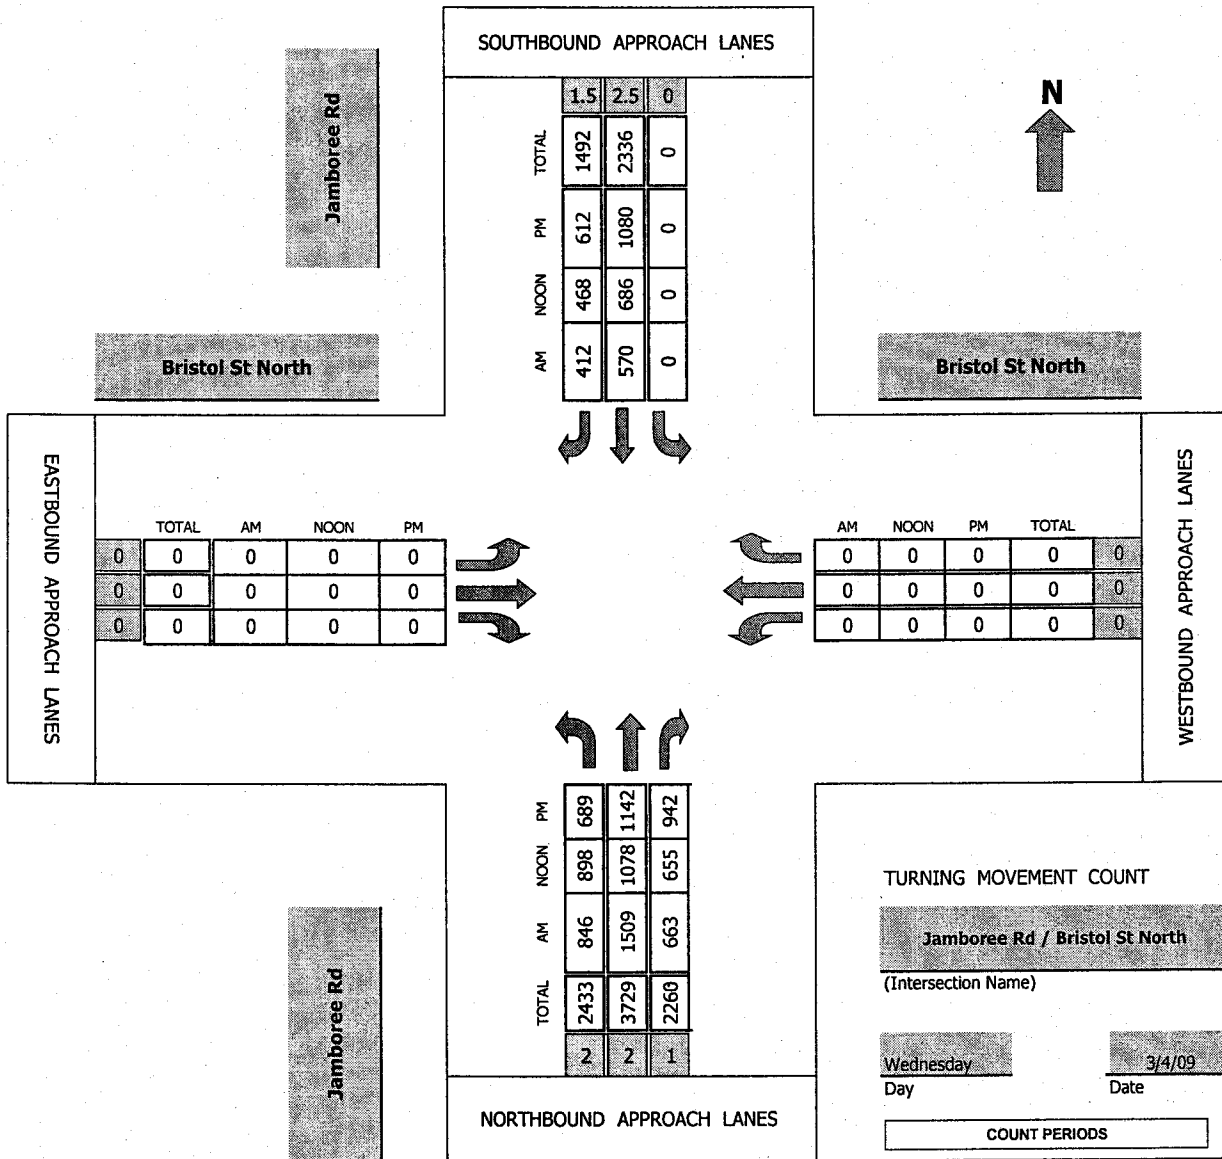 SOUTHBOUND APPROACH LANES
1.5 2.5 0
TOTAL 1492 2336 0
PM 612 1080 0
NOON 468 686 0
AM 412 570 0
Jamboree Rd
N
Bristol St North
Bristol St North
EASTBOUND APPROACH LANES
TOTAL AM NOON PM
0 0 0 0 0
0 0 0 0 0
0 0 0 0 0
AM NOON PM TOTAL
0 0 0 0 0
0 0 0 0 0
0 0 0 0 0
WESTBOUND APPROACH LANES
PM 689 1142 942
NOON 898 1078 655
AM 846 1509 663
TOTAL 2433 3729 2260
2 2 1
Jamboree Rd
NORTHBOUND APPROACH LANES
TURNING MOVEMENT COUNT
Jamboree Rd / Bristol St North
(Intersection Name)
Wednesday 3/4/09
Day Date
COUNT PERIODS